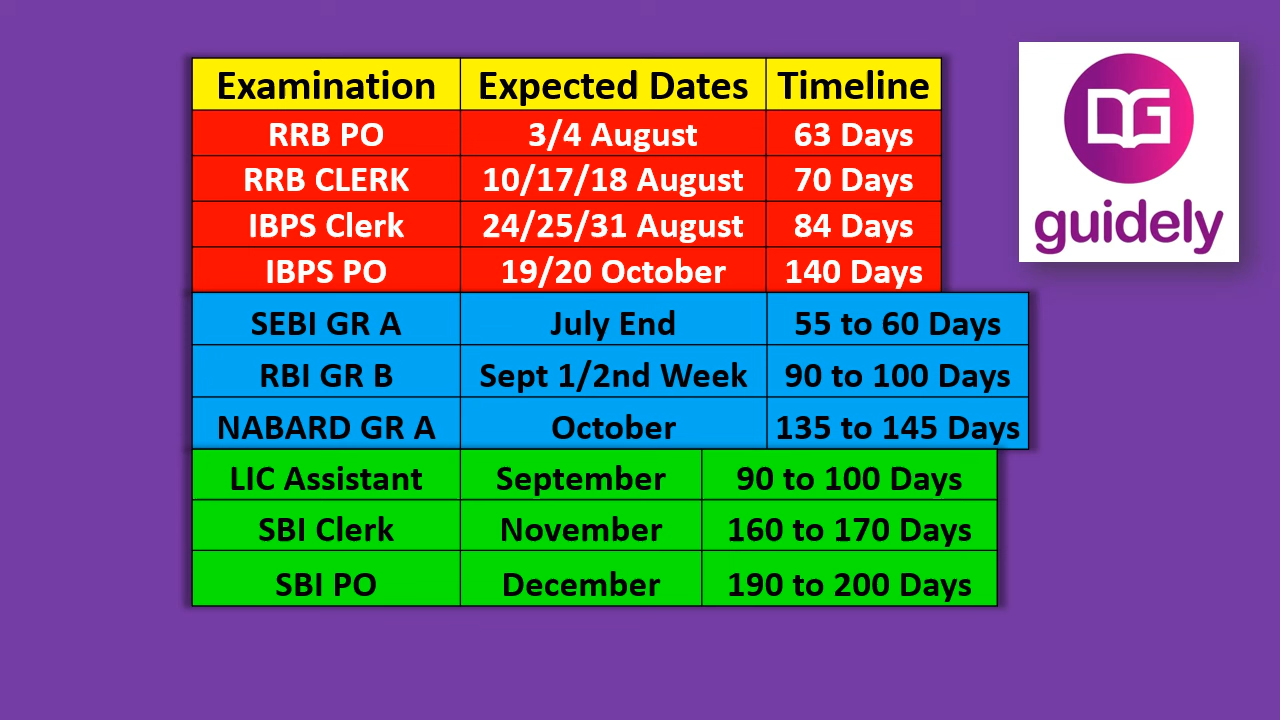 Examination Expected Dates Timeline
RRB PO 3/4 August 63 Days
RRB CLERK 10/17/18 August 70 Days
IBPS Clerk 24/25/31 August 84 Days
IBPS PO 19/20 October 140 Days
SEBI GR A July End 55 to 60 Days
RBI GR B Sept 1/2nd Week 90 to 100 Days
NABARD GR A October 135 to 145 Days
LIC Assistant September 90 to 100 Days
SBI Clerk November 160 to 170 Days
SBI PO December 190 to 200 Days
DG
guidely